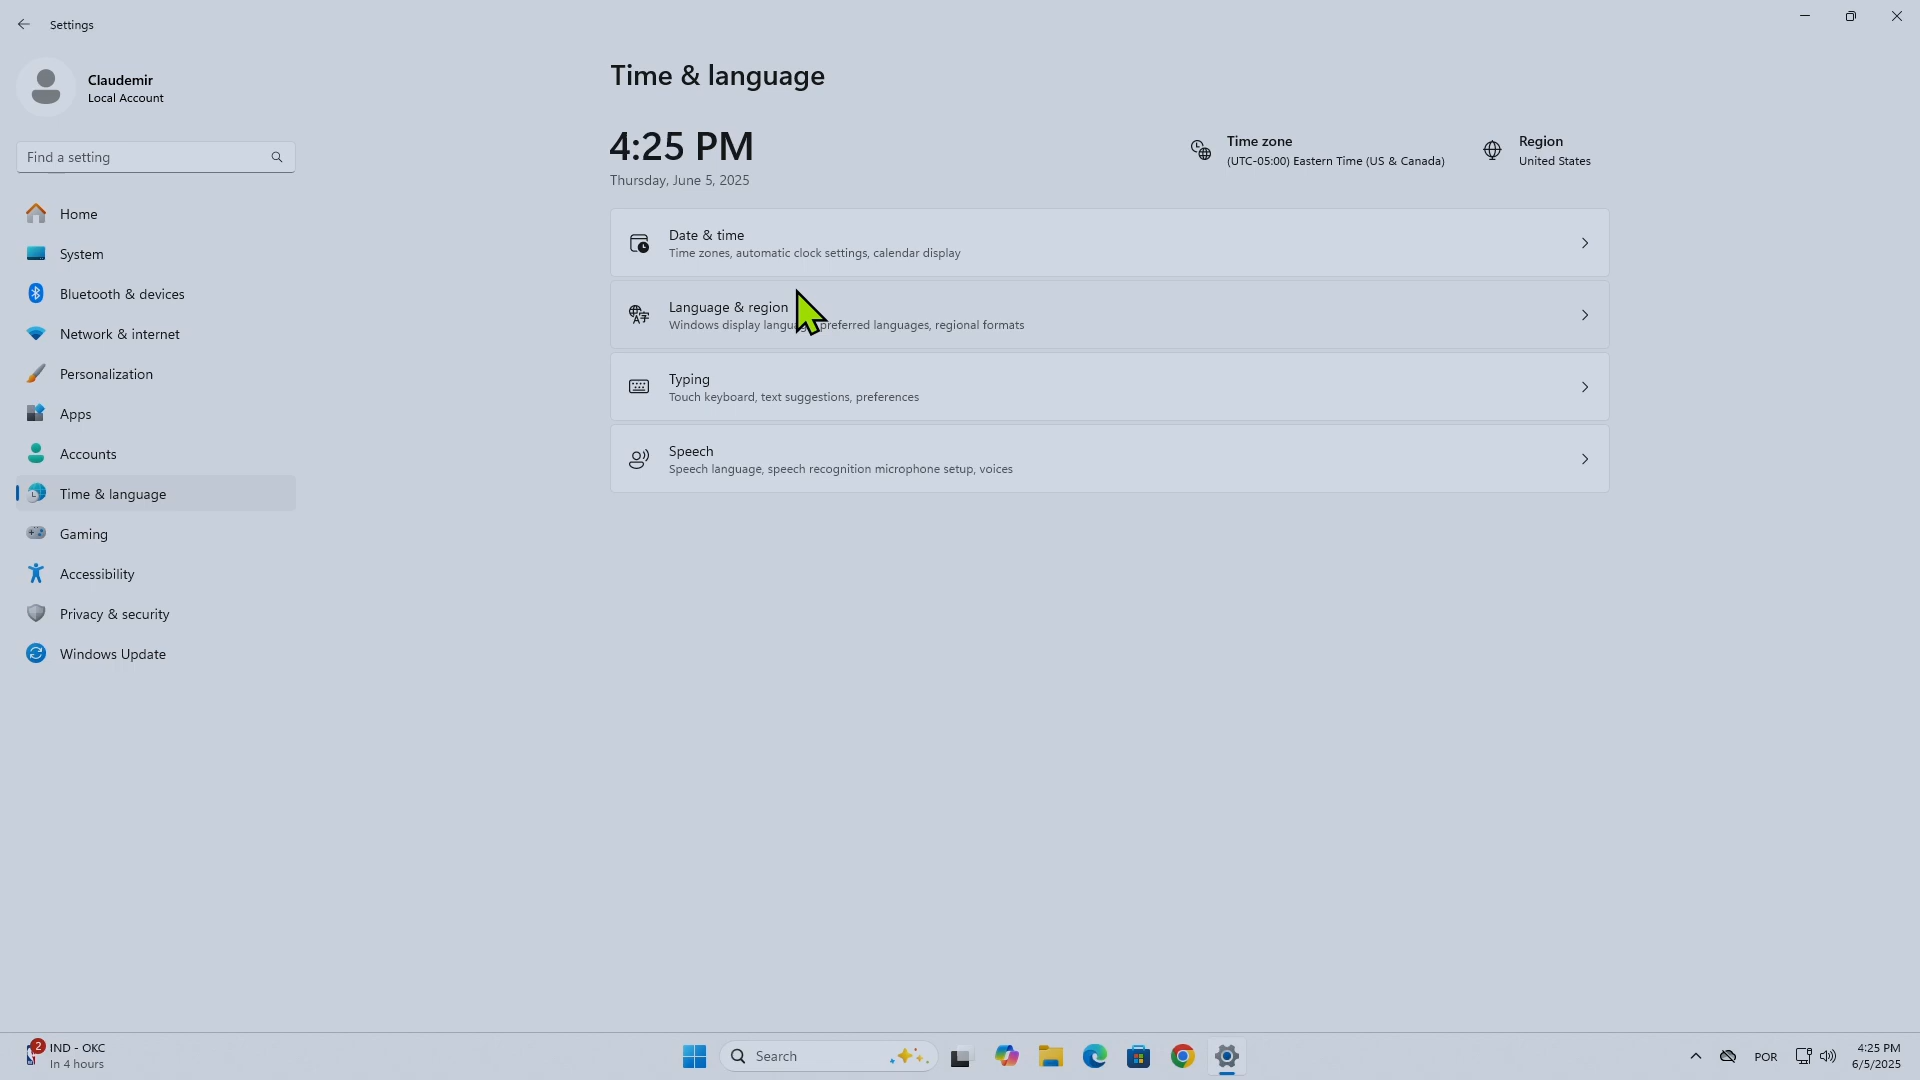 Settings
Claudemir
Local Account
Find a setting
Home
System
Bluetooth & devices
Network & internet
Personalization
Apps
Accounts
Time & language
Gaming
Accessibility
Privacy & security
Windows Update
Time & language
4:25 PM
Thursday, June 5, 2025
Time zone
(UTC-05:00) Eastern Time (US & Canada)
Region
United States
Date & time
Time zones, automatic clock settings, calendar display
Language & region
Windows display language, preferred languages, regional formats
Typing
Touch keyboard, text suggestions, preferences
Speech
Speech language, speech recognition microphone setup, voices
2
IND - OKC
In 4 hours
Search
POR
4:25 PM
6/5/2025